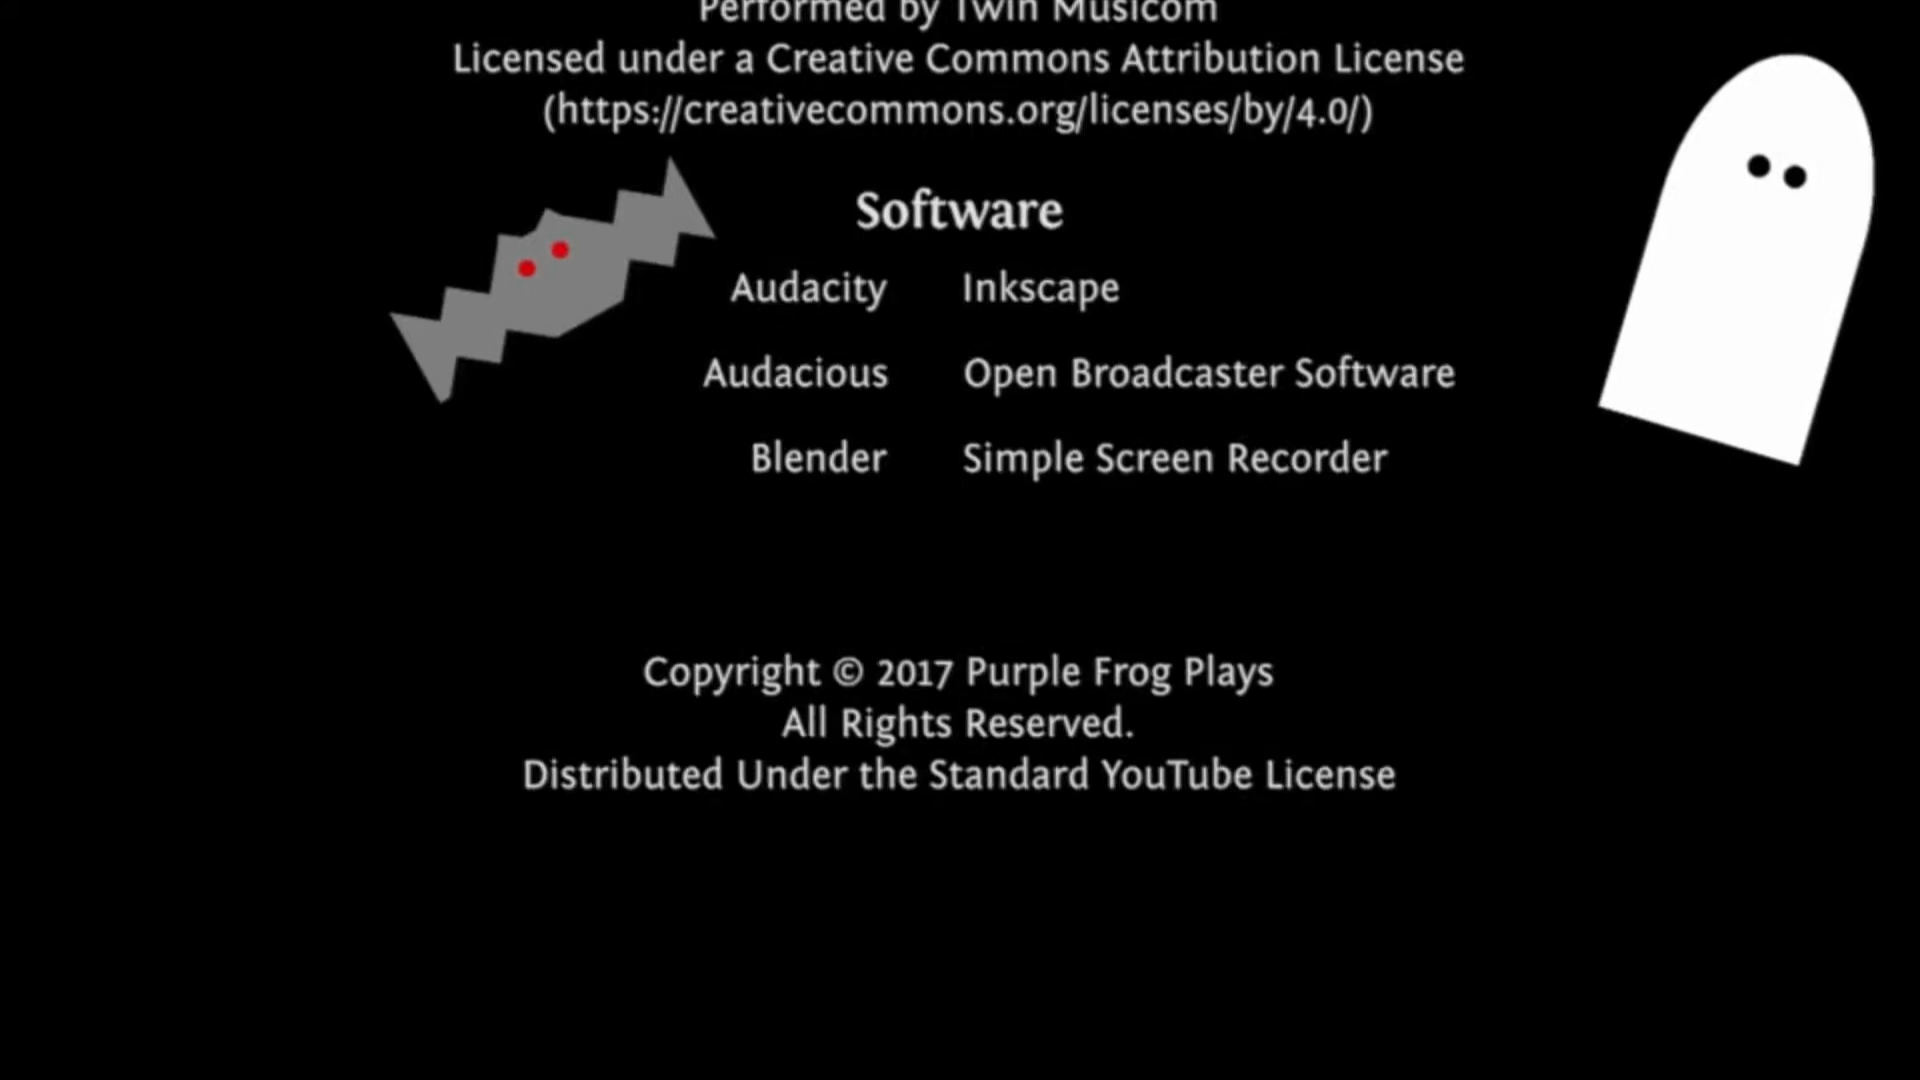 Performed by Twin Musicom
Licensed under a Creative Commons Attribution License
(https://creativecommons.org/licenses/by/4.0/)
Software
Audacity Inkscape
Audacious Open Broadcaster Software
Blender Simple Screen Recorder
Copyright © 2017 Purple Frog Plays
All Rights Reserved.
Distributed Under the Standard YouTube License